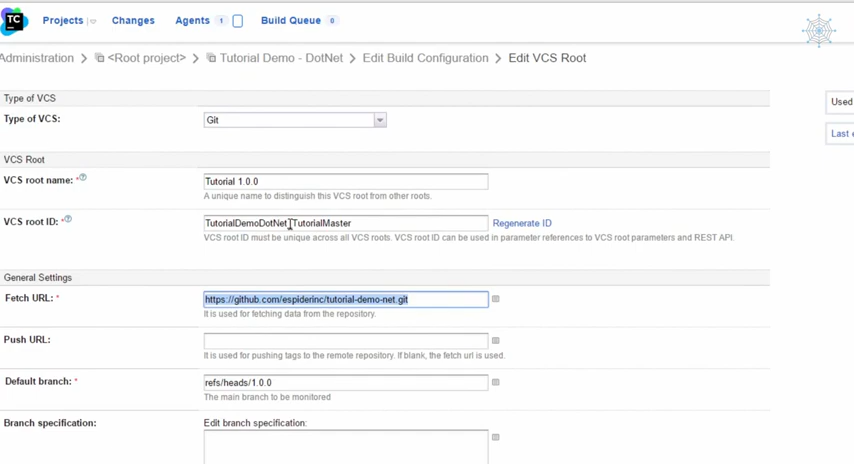 TC
Projects Changes Agents 1 Build Queue 0
Administration > <Root project> > Tutorial Demo - DotNet > Edit Build Configuration > Edit VCS Root
Type of VCS
Used
Type of VCS: Git
Last
VCS Root
VCS root name: * Tutorial 1.0.0
A unique name to distinguish this VCS root from other roots.
VCS root ID: * TutorialDemoDotNet_TutorialMaster Regenerate ID
VCS root ID must be unique across all VCS roots. VCS root ID can be used in parameter references to VCS root parameters and REST API.
General Settings
Fetch URL: * https://github.com/espiderinc/tutorial-demo-net.git
It is used for fetching data from the repository.
Push URL:
It is used for pushing tags to the remote repository. If blank, the fetch url is used.
Default branch: * refs/heads/1.0.0
The main branch to be monitored
Branch specification: Edit branch specification: